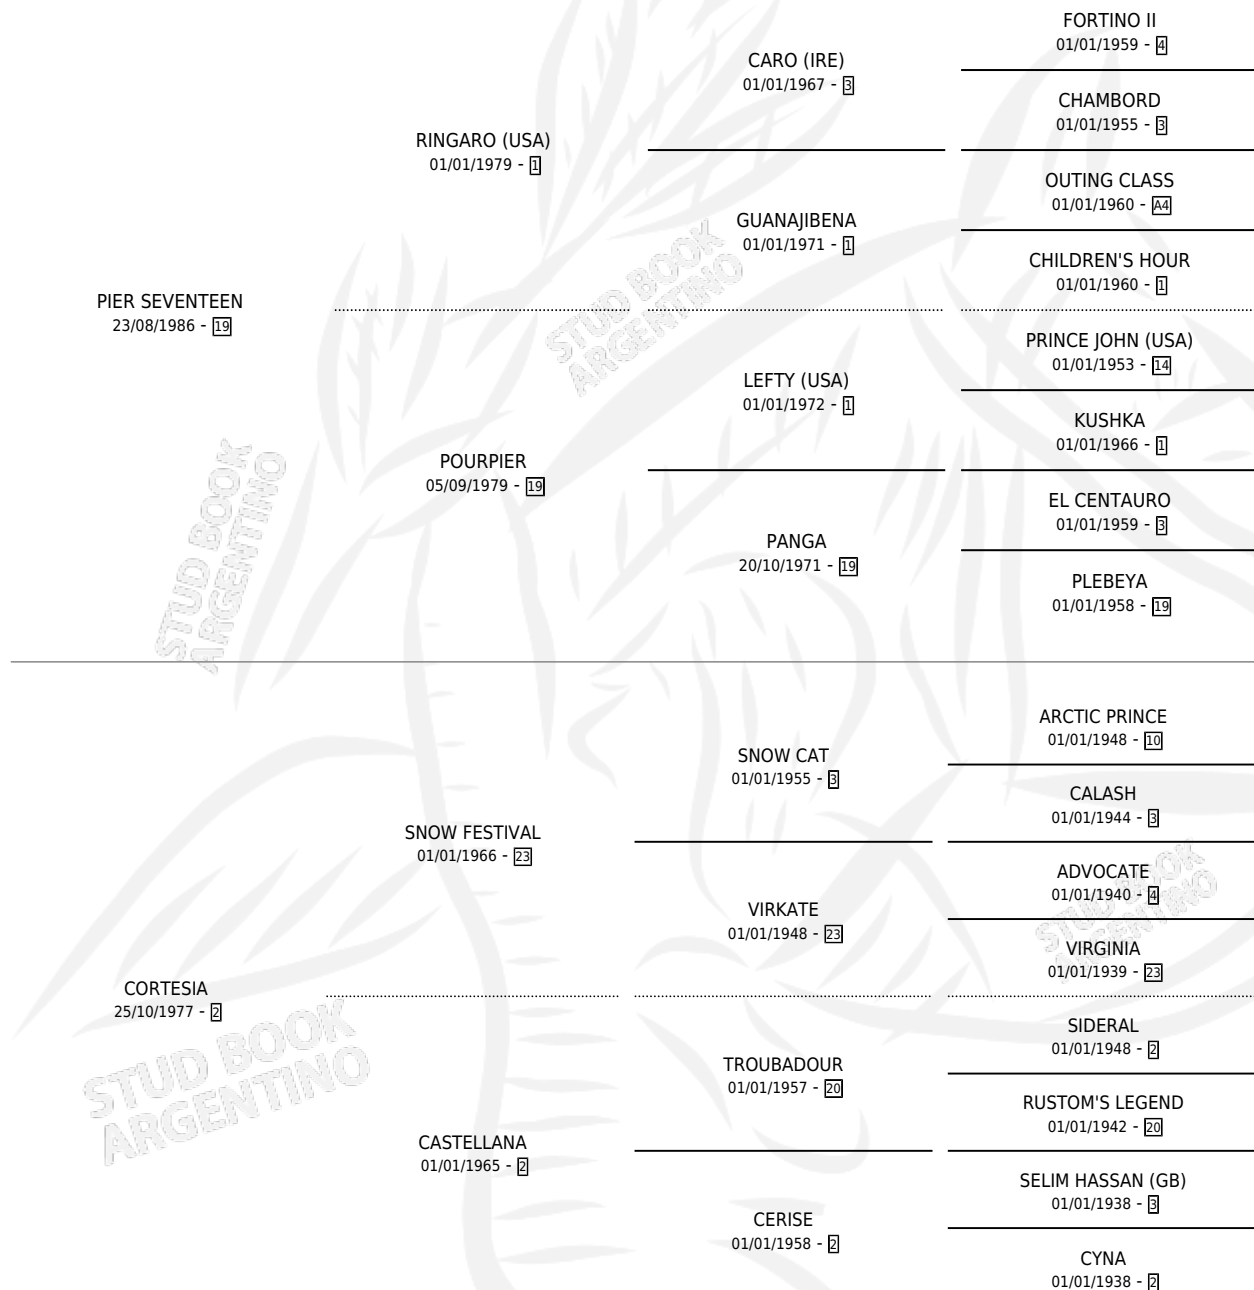 FORTINO II
01/01/1959 - 4
CARO (IRE)
01/01/1967 - 3
CHAMBORD
01/01/1955 - 3
RINGARO (USA)
01/01/1979 - 1
OUTING CLASS
01/01/1960 - A4
GUANAJIBENA
01/01/1971 - 1
CHILDREN'S HOUR
01/01/1960 - 1
PIER SEVENTEEN
23/08/1986 - 19
PRINCE JOHN (USA)
01/01/1953 - 14
LEFTY (USA)
01/01/1972 - 1
KUSHKA
01/01/1966 - 1
POURPIER
05/09/1979 - 19
EL CENTAURO
01/01/1959 - 3
PANGA
20/10/1971 - 19
PLEBEYA
01/01/1958 - 19
STUD BOOK
ARGENTINO
STUD BOOK
ARGENTINO
ARCTIC PRINCE
01/01/1948 - 10
SNOW CAT
01/01/1955 - 3
CALASH
01/01/1944 - 3
SNOW FESTIVAL
01/01/1966 - 23
ADVOCATE
01/01/1940 - 4
VIRKATE
01/01/1948 - 23
VIRGINIA
01/01/1939 - 23
CORTESIA
25/10/1977 - 2
SIDERAL
01/01/1948 - 2
TROUBADOUR
01/01/1957 - 20
RUSTOM'S LEGEND
01/01/1942 - 20
CASTELLANA
01/01/1965 - 2
SELIM HASSAN (GB)
01/01/1938 - 3
CERISE
01/01/1958 - 2
CYNA
01/01/1938 - 2
STUD BOOK
ARGENTINO
STUD BOOK
ARGENTINO